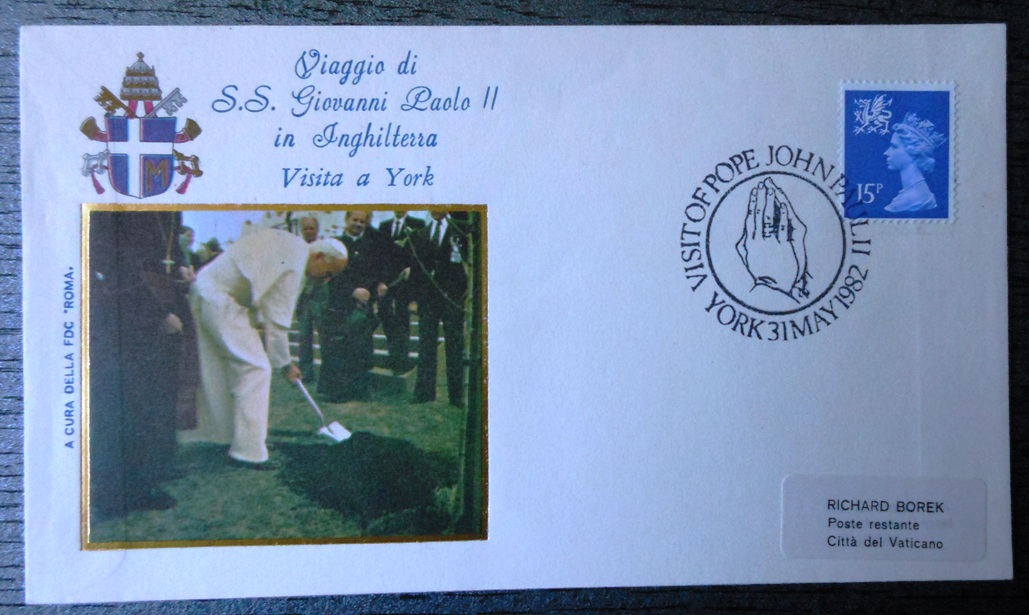 Viaggio di
S.S. Giovanni Paolo II
in Inghilterra
Visita a York
A CURA DELLA FDC "ROMA.
M
15P
VISIT OF POPE JOHN PAUL II
YORK 31 MAY 1982
RICHARD BOREK
Poste restante
Città del Vaticano